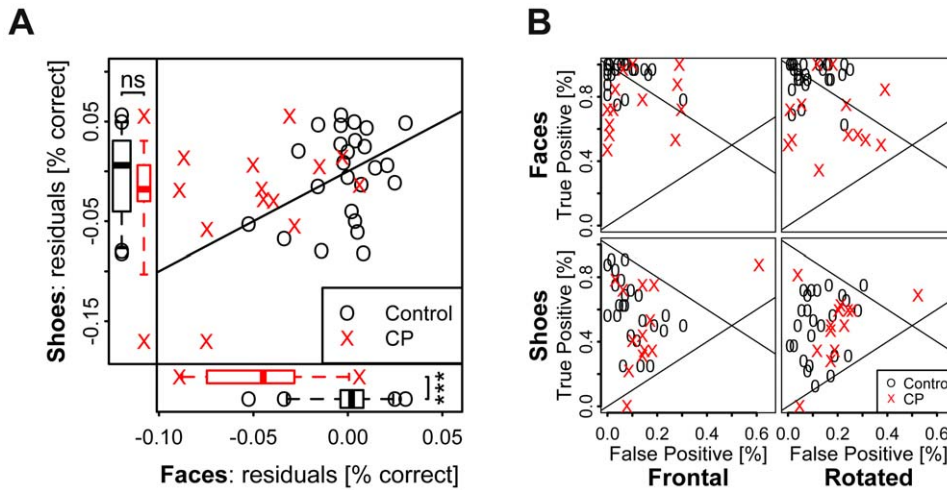 A
ns
0.05
-0.05
-0.15
Shoes: residuals [% correct]
Control
CP
***
-0.10
-0.05
0.00
0.05
Faces: residuals [% correct]
B
Faces
True Positive [%]
0.8
0.4
0.0
Shoes
True Positive [%]
0.8
0.4
0.0
Control
CP
0.0 0.2 0.4 0.6
0.0 0.2 0.4 0.6
False Positive [%]
False Positive [%]
Frontal
Rotated